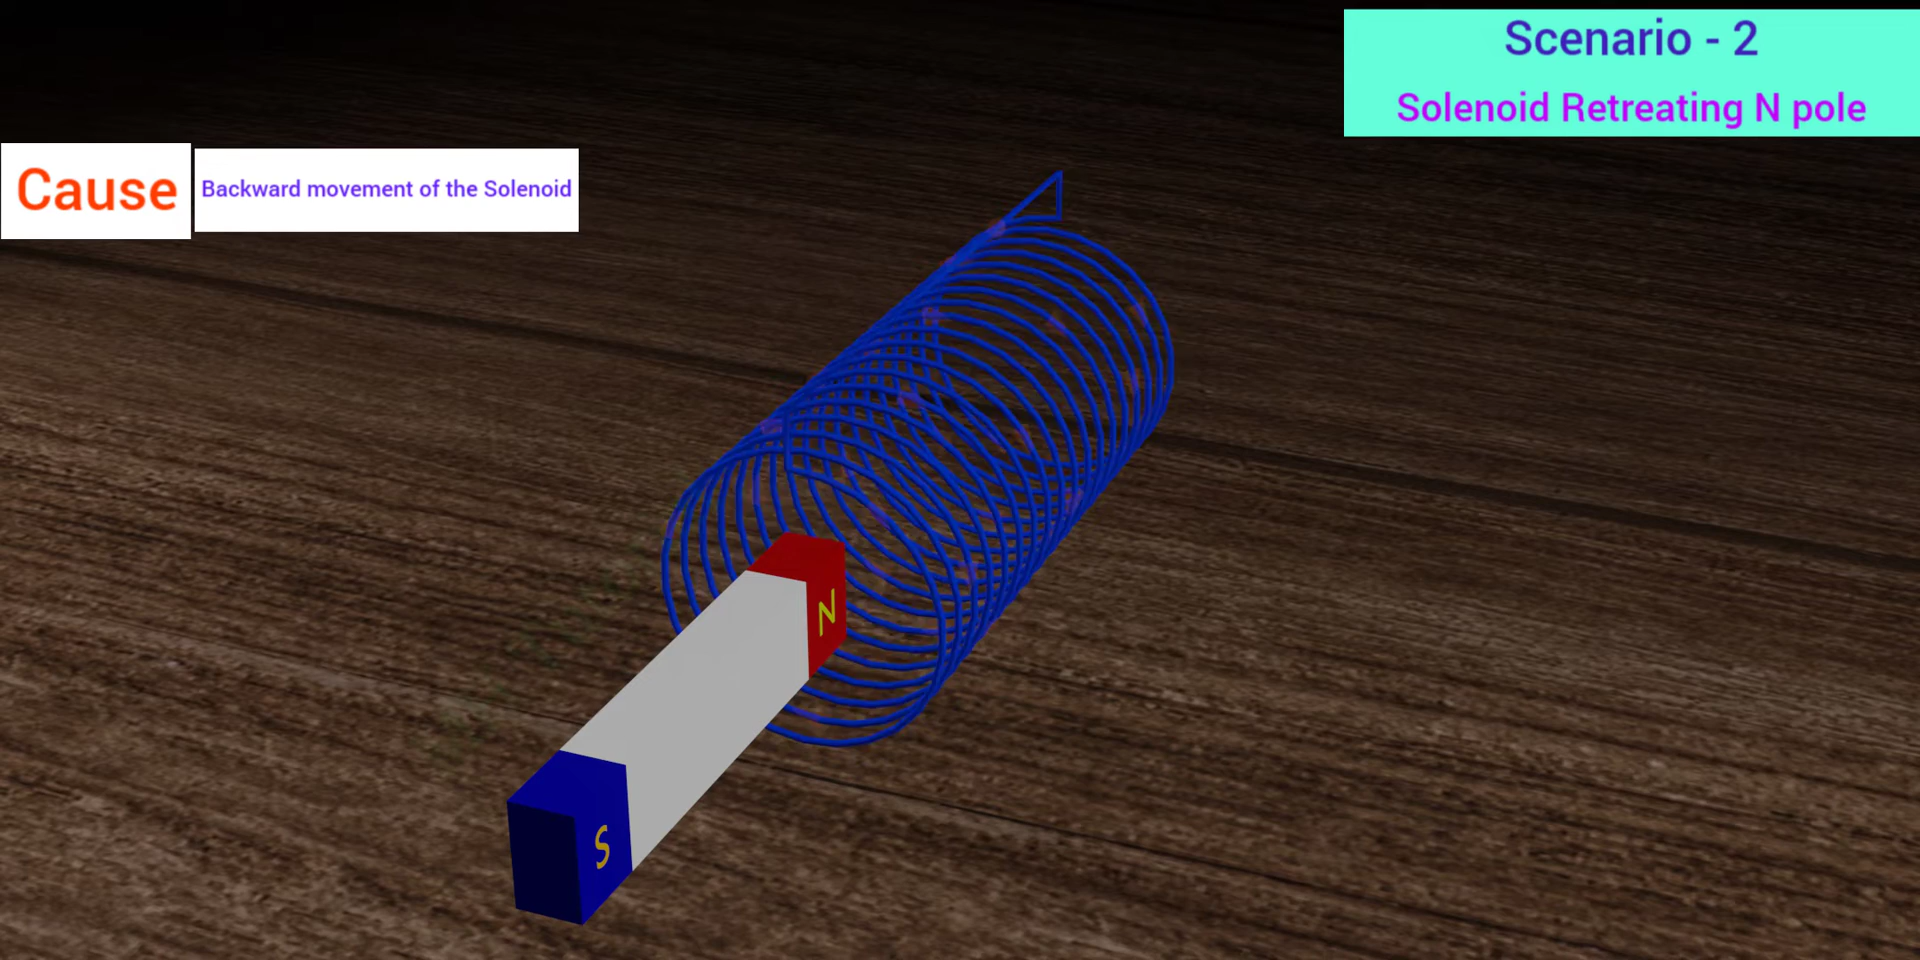 Scenario - 2
Solenoid Retreating N pole
Cause
Backward movement of the Solenoid
N
S